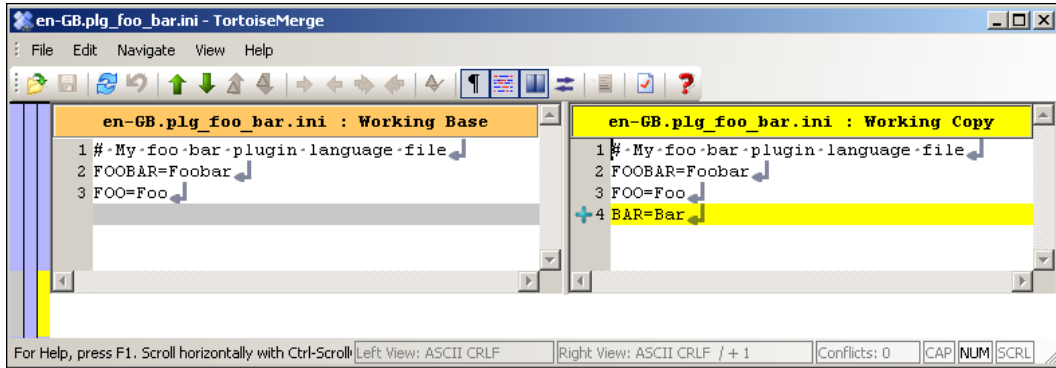 en-GB.plg_foo_bar.ini - TortoiseMerge
File Edit Navigate View Help
en-GB.plg_foo_bar.ini : Working Base
1 # My foo bar plugin language file
2 FOOBAR=Foobar
3 FOO=Foo
en-GB.plg_foo_bar.ini : Working Copy
1 # My foo bar plugin language file
2 FOOBAR=Foobar
3 FOO=Foo
4 BAR=Bar
For Help, press F1. Scroll horizontally with Ctrl-Scroll Left View: ASCII CRLF Right View: ASCII CRLF / + 1 Conflicts: 0 CAP NUM SCRL